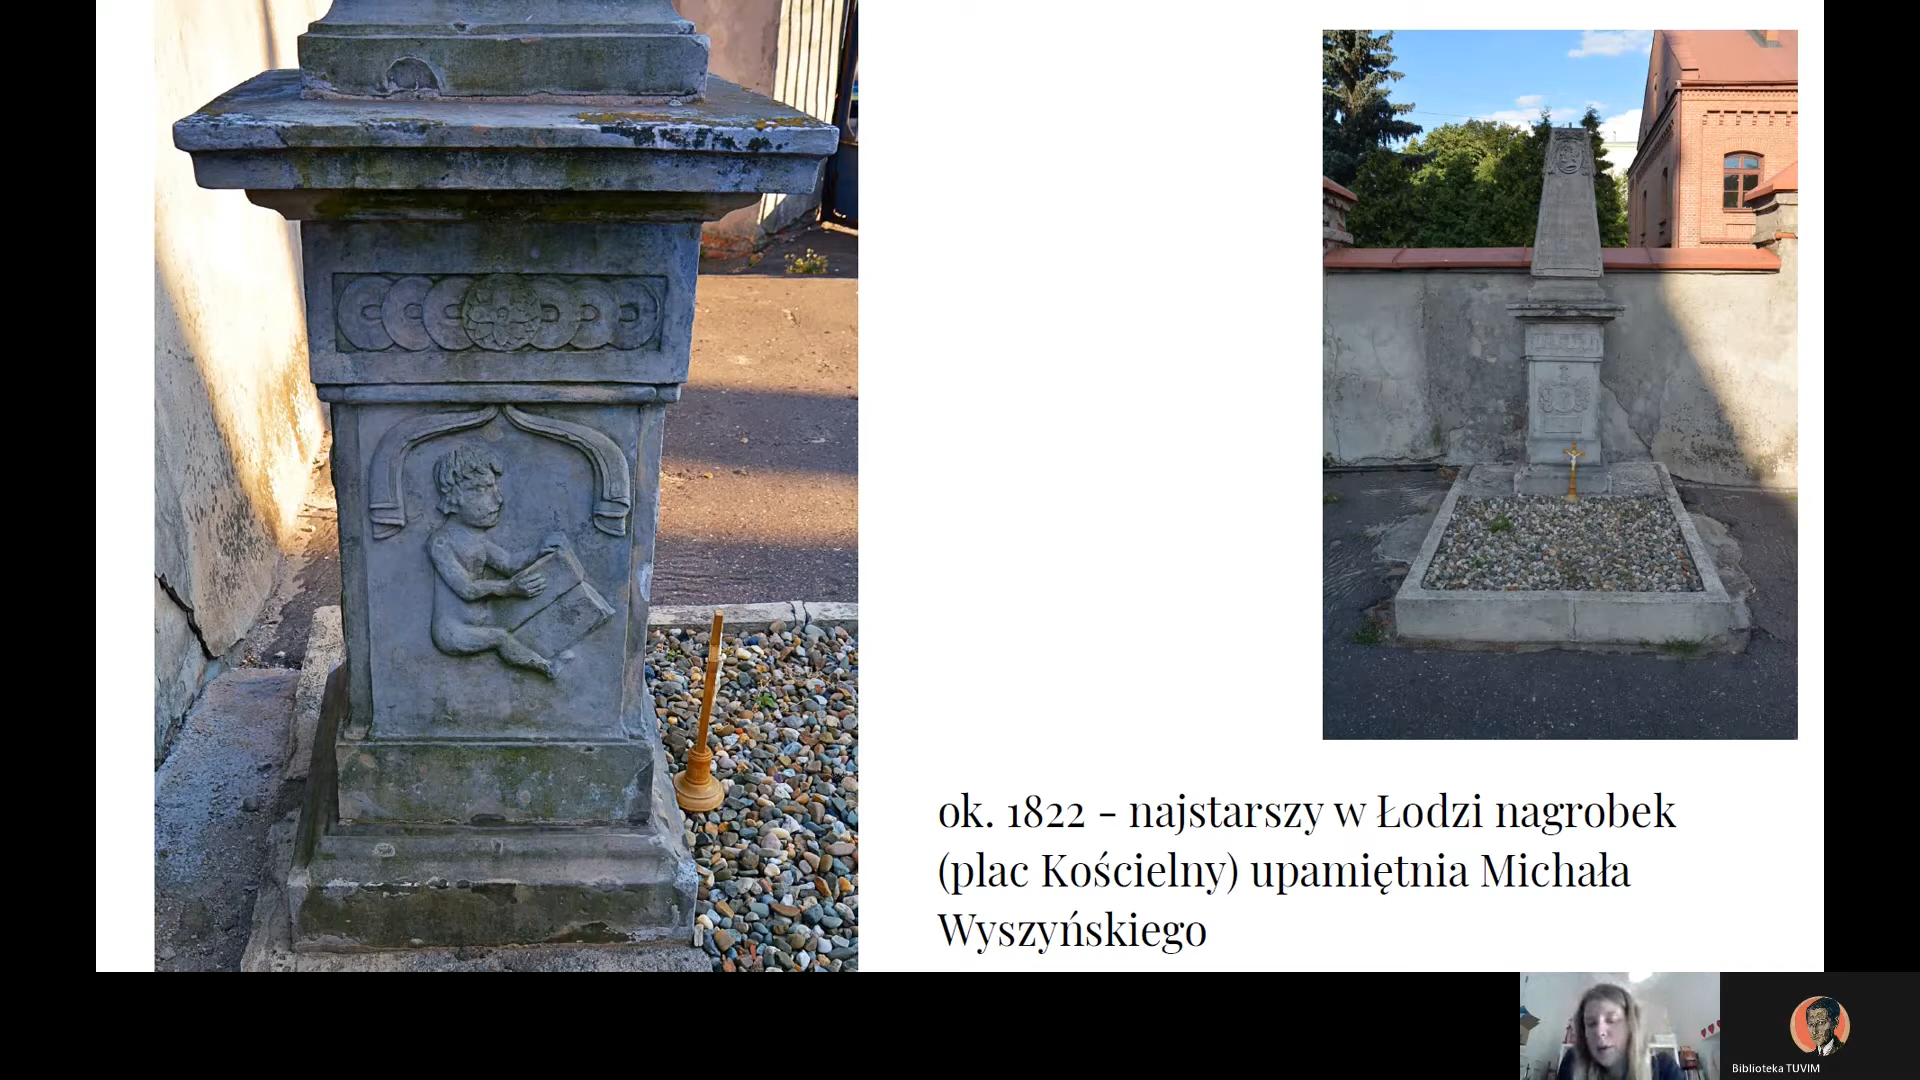 ok. 1822 - najstarszy w Łodzi nagrobek
(plac Kościelny) upamiętnia Michała
Wyszyńskiego
Biblioteka TUVIM